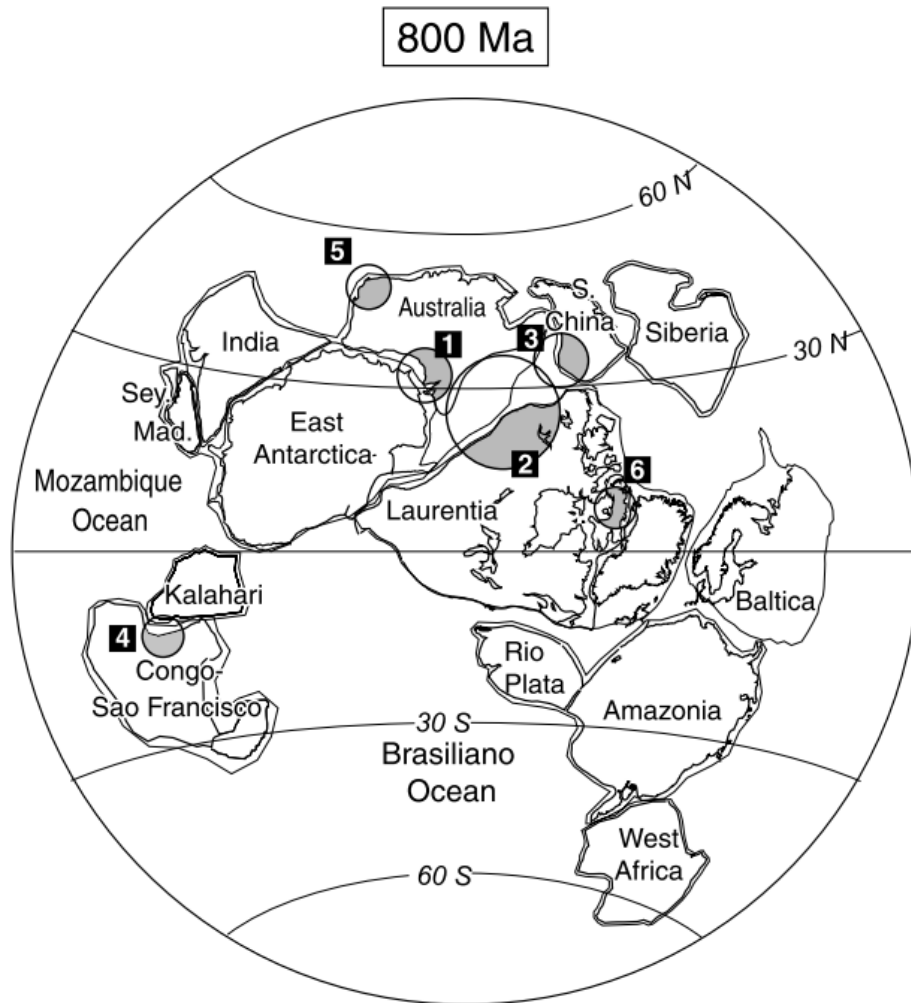 800 Ma
60 N
5
S.
Australia
China
Siberia
India
1
3
30 N
Sey.
Mad.
East
Antarctica-
2
6
Mozambique
Ocean
Laurentia
Kalahari
Baltica
4
Congo-
Sao Francisco
Rio
Plata
Amazonia
30 S
Brasiliano
Ocean
West
Africa
60 S